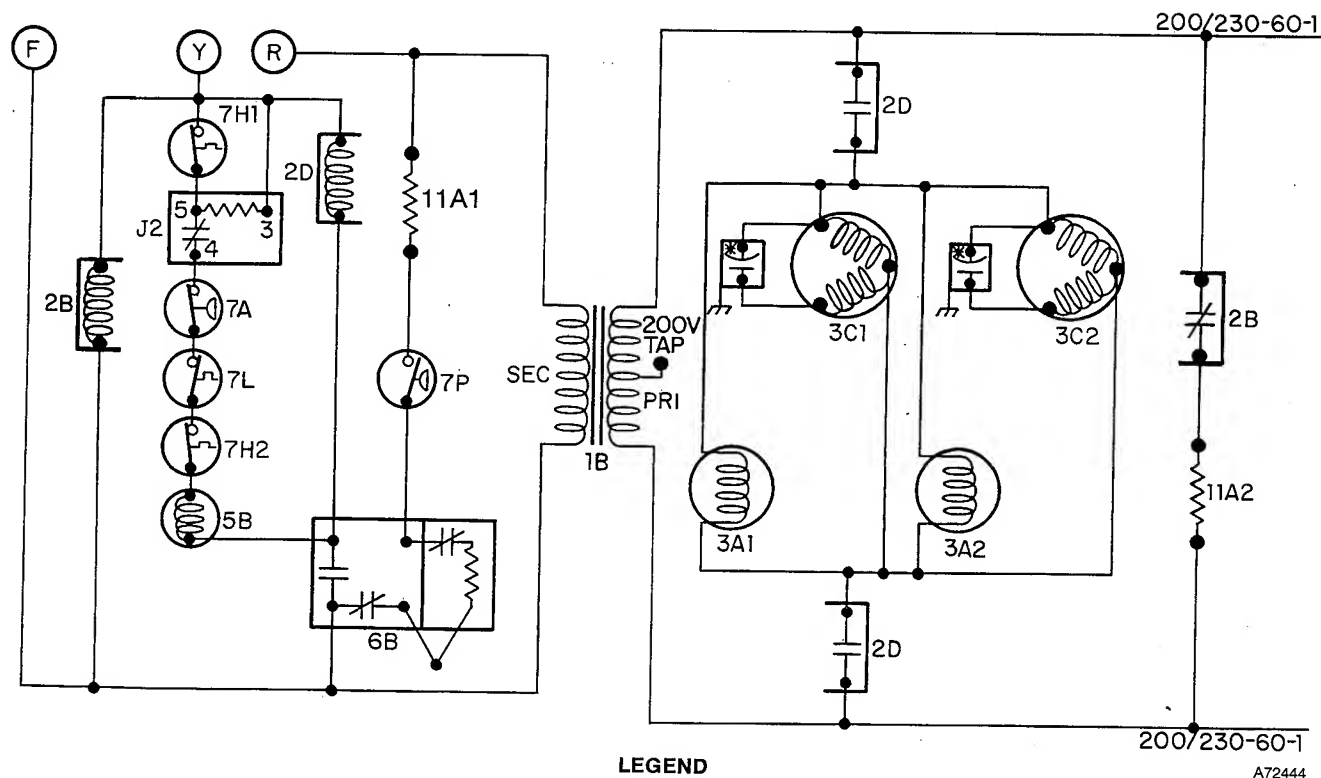 200/230-60-1
F
Y
R
7H1
2D
2D
11A1
5
3
J2
4
2B
7A
200V
TAP
3C1
3C2
2B
7L
SEC
7P
PRI
7H2
1B
11A2
5B
3A1
3A2
6B
2D
200/230-60-1
LEGEND
A72444
*
*